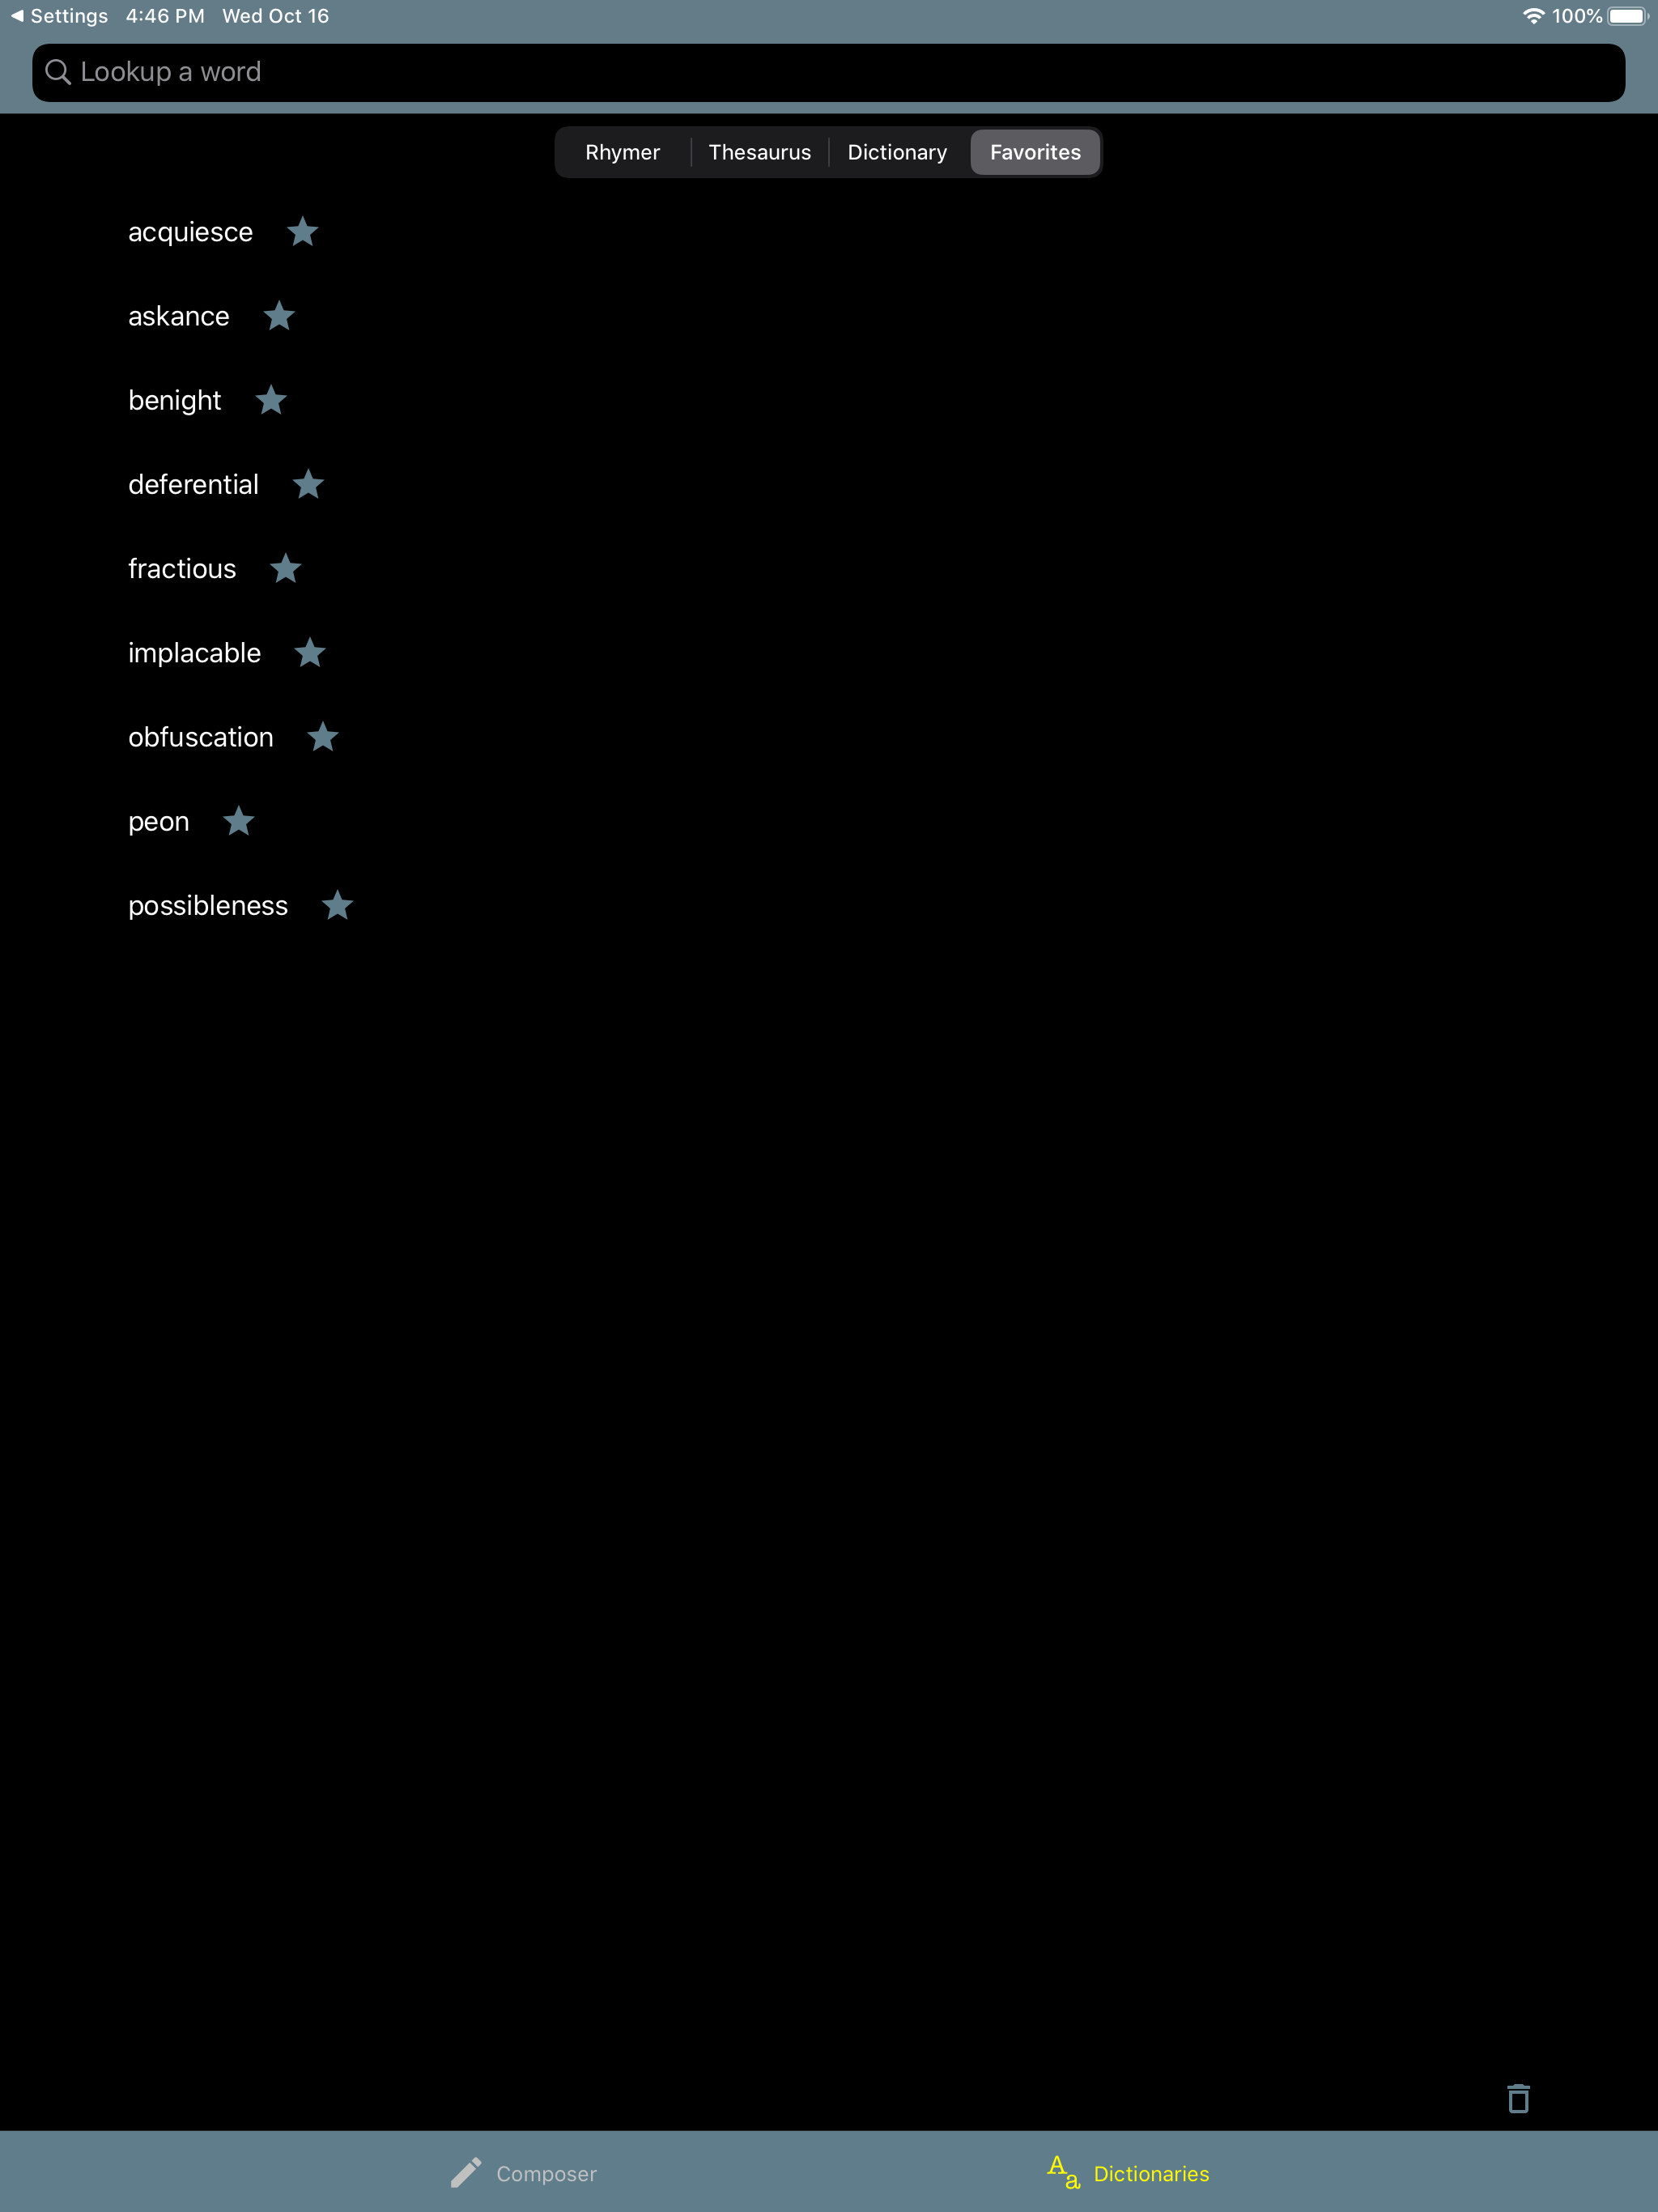 Settings 4:46 PM Wed Oct 16 100%
Lookup a word
Rhymer Thesaurus Dictionary Favorites
acquiesce
askance
benight
deferential
fractious
implacable
obfuscation
peon
possibleness
Composer Aa Dictionaries